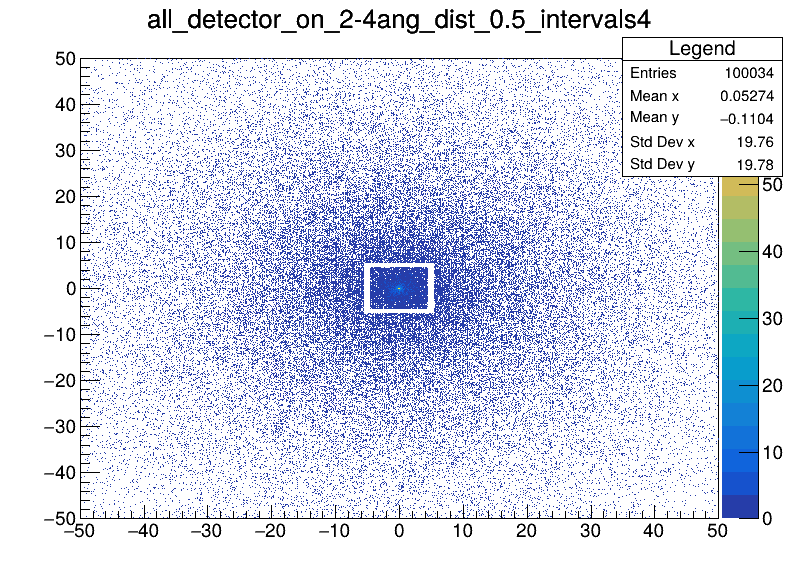 all_detector_on_2-4ang_dist_0.5_intervals4
Legend
Entries 100034
Mean x 0.05274
Mean y −0.1104
Std Dev x 19.76
Std Dev y 19.78
50
40
30
20
10
0
−10
−20
−30
−40
−50
−50 −40 −30 −20 −10 0 10 20 30 40 50
50
40
30
20
10
0